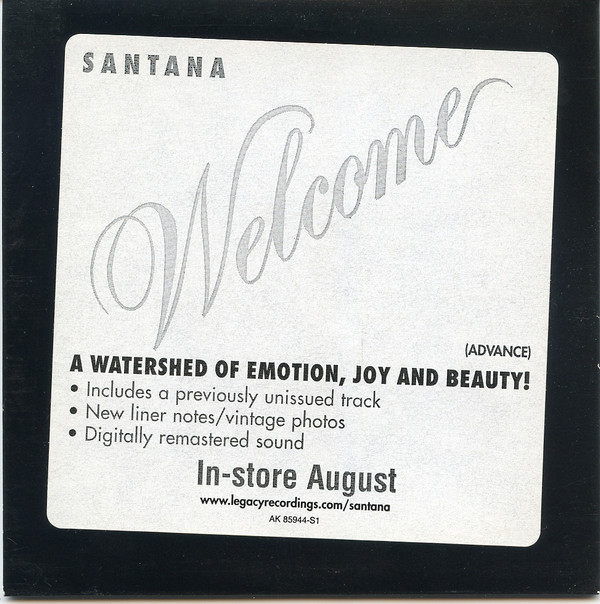 SANTANA
Welcome
(ADVANCE)
A WATERSHED OF EMOTION, JOY AND BEAUTY!
• Includes a previously unissued track
• New liner notes/vintage photos
• Digitally remastered sound
In-store August
www.legacyrecordings.com/santana
AK 85944-S1